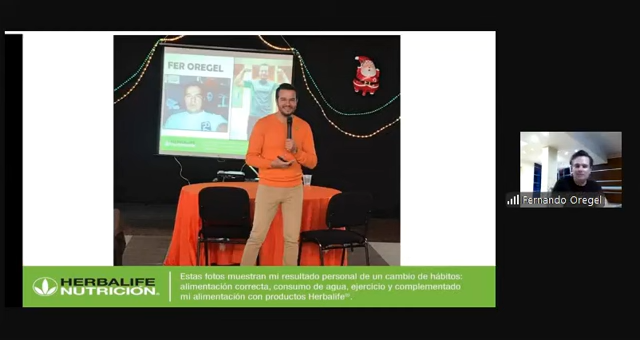 FER OREGEL
HERBALIFE
NUTRICIÓN
Estas fotos muestran mi resultado personal de un cambio de hábitos:
alimentación correcta, consumo de agua, ejercicio y complementado
mi alimentación con productos Herbalife
Fernando Oregel